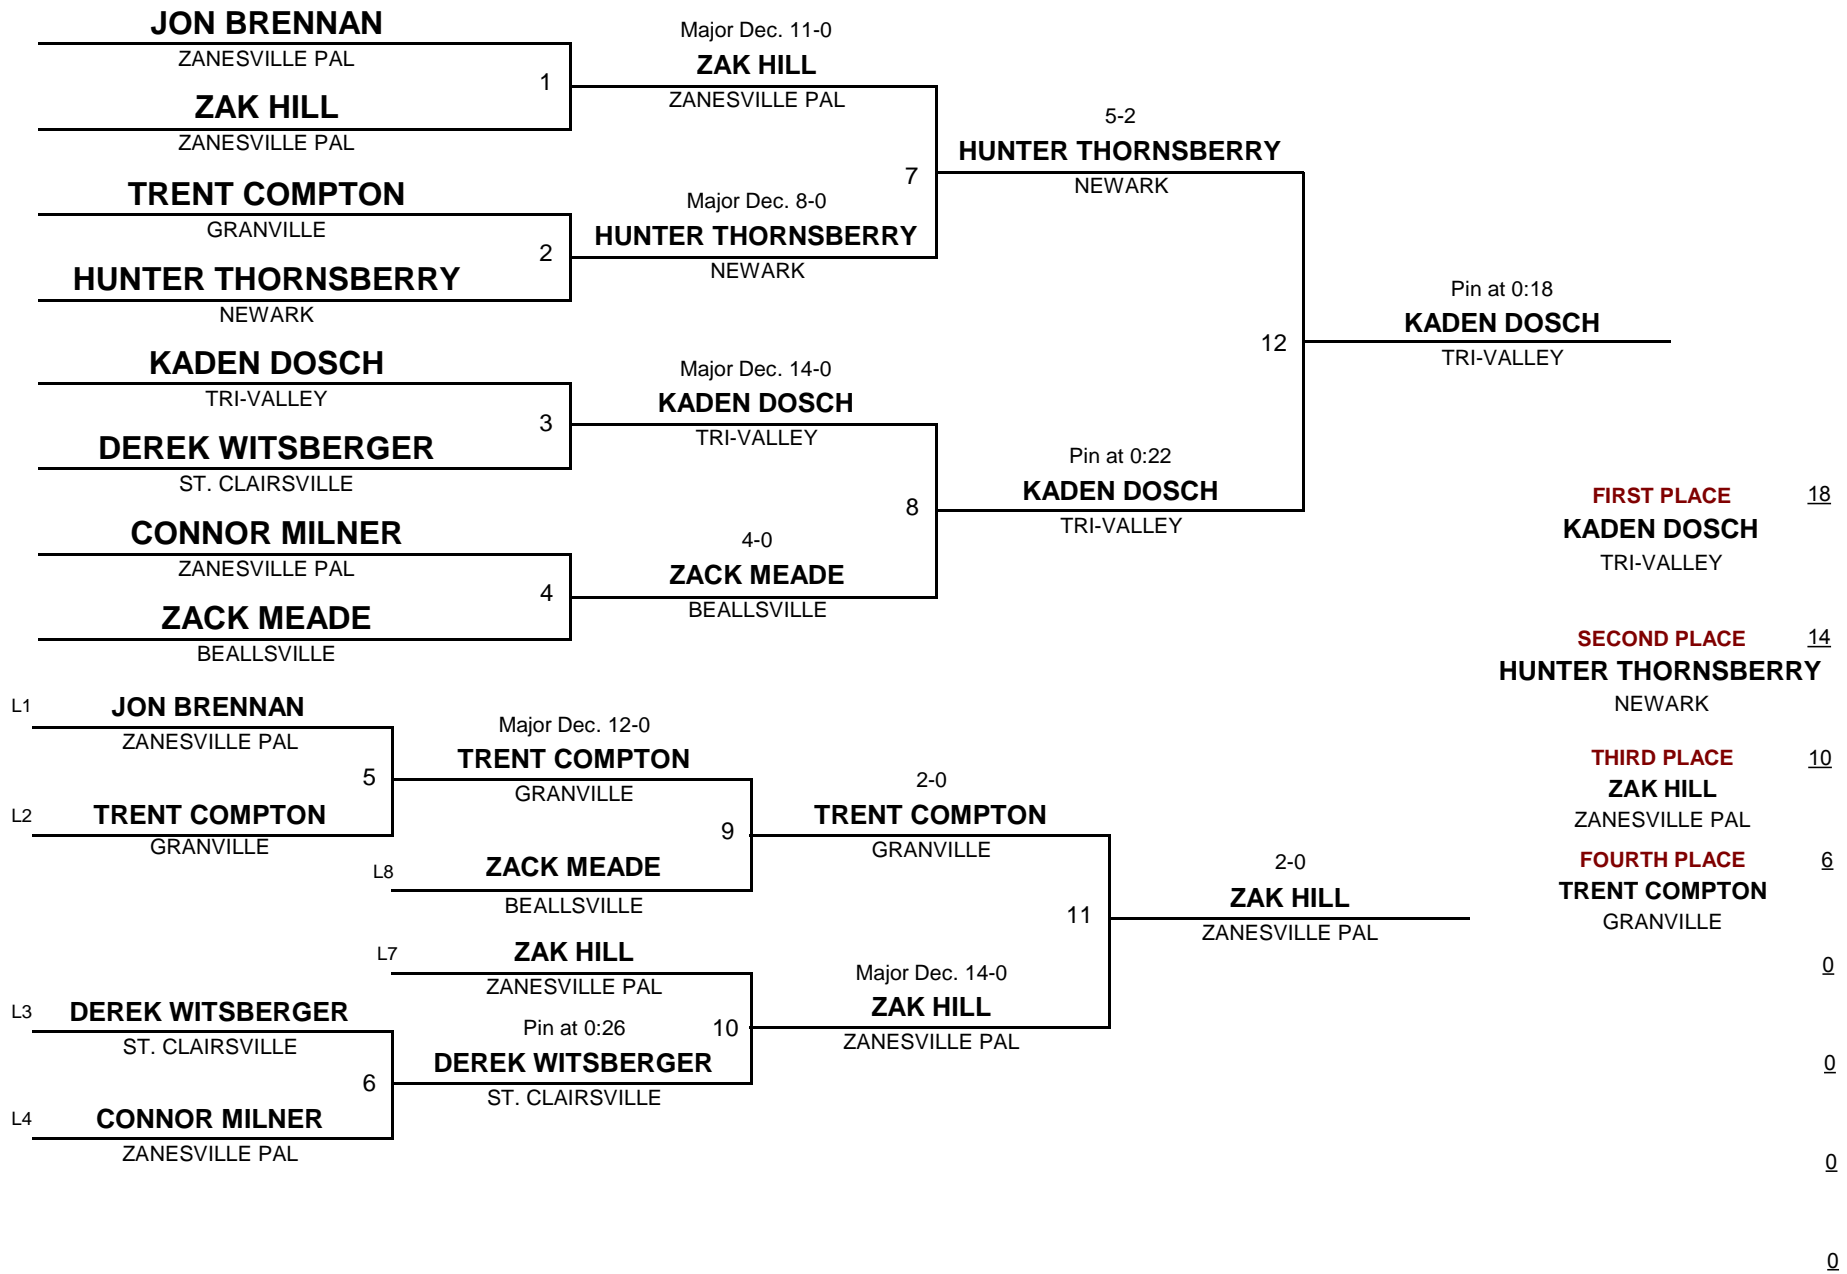 JON BRENNAN
ZANESVILLE PAL
1
ZAK HILL
ZANESVILLE PAL
TRENT COMPTON
GRANVILLE
2
HUNTER THORNSBERRY
NEWARK
KADEN DOSCH
TRI-VALLEY
3
DEREK WITSBERGER
ST. CLAIRSVILLE
CONNOR MILNER
ZANESVILLE PAL
4
ZACK MEADE
BEALLSVILLE
Major Dec. 11-0
ZAK HILL
ZANESVILLE PAL
7
Major Dec. 8-0
HUNTER THORNSBERRY
NEWARK
Major Dec. 14-0
KADEN DOSCH
TRI-VALLEY
8
4-0
ZACK MEADE
BEALLSVILLE
5-2
HUNTER THORNSBERRY
NEWARK
12
Pin at 0:22
KADEN DOSCH
TRI-VALLEY
Pin at 0:18
KADEN DOSCH
TRI-VALLEY
L1
JON BRENNAN
ZANESVILLE PAL
5
L2
TRENT COMPTON
GRANVILLE
L3
DEREK WITSBERGER
ST. CLAIRSVILLE
6
L4
CONNOR MILNER
ZANESVILLE PAL
Major Dec. 12-0
TRENT COMPTON
GRANVILLE
9
L8
ZACK MEADE
BEALLSVILLE
L7
ZAK HILL
ZANESVILLE PAL
10
Pin at 0:26
DEREK WITSBERGER
ST. CLAIRSVILLE
2-0
TRENT COMPTON
GRANVILLE
11
Major Dec. 14-0
ZAK HILL
ZANESVILLE PAL
2-0
ZAK HILL
ZANESVILLE PAL
FIRST PLACE 18
KADEN DOSCH
TRI-VALLEY
SECOND PLACE 14
HUNTER THORNSBERRY
NEWARK
THIRD PLACE 10
ZAK HILL
ZANESVILLE PAL
FOURTH PLACE 6
TRENT COMPTON
GRANVILLE
0
0
0
0